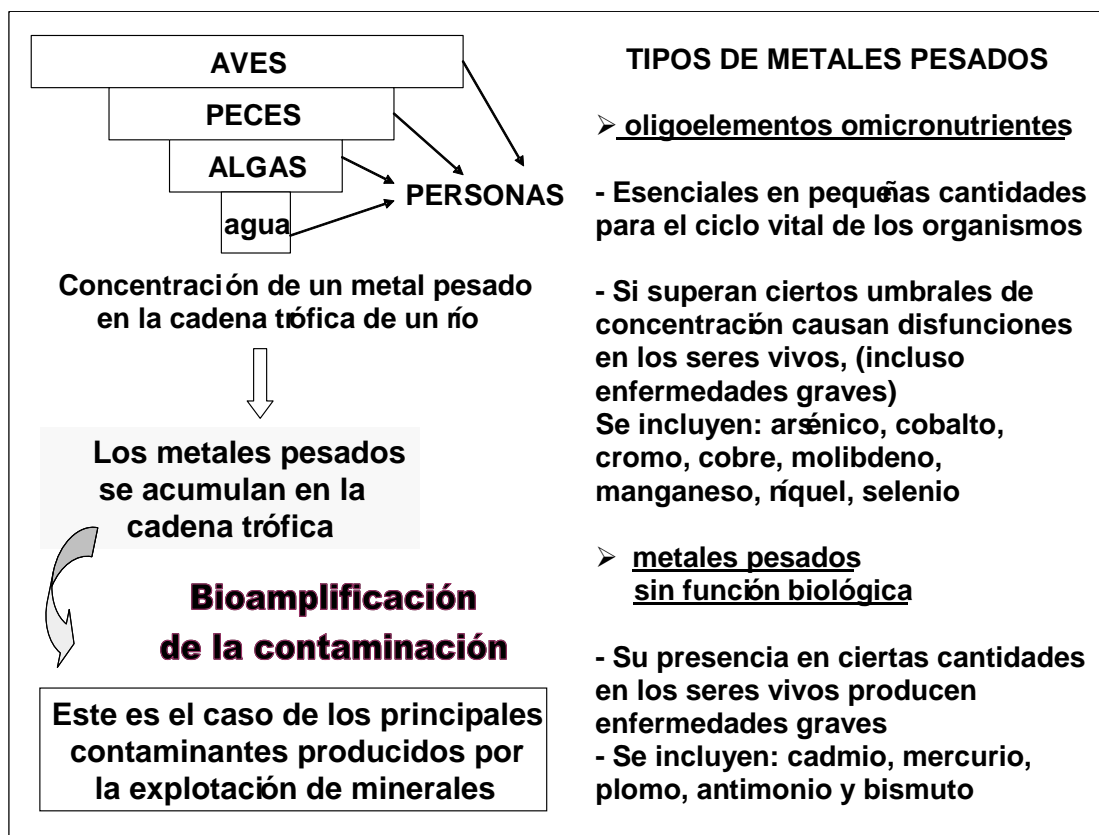 AVES
PECES
ALGAS
agua
PERSONAS
Concentración de un metal pesado
en la cadena trófica de un río
Los metales pesados
se acumulan en la
cadena trófica
Bioamplificación
de la contaminación
Este es el caso de los principales
contaminantes producidos por
la explotación de minerales
TIPOS DE METALES PESADOS
➢ oligoelementos omicronutrientes
- Esenciales en pequeñas cantidades
para el ciclo vital de los organismos
- Si superan ciertos umbrales de
concentración causan disfunciones
en los seres vivos, (incluso
enfermedades graves)
Se incluyen: arsénico, cobalto,
cromo, cobre, molibdeno,
manganeso, níquel, selenio
➢ metales pesados
sin función biológica
- Su presencia en ciertas cantidades
en los seres vivos producen
enfermedades graves
- Se incluyen: cadmio, mercurio,
plomo, antimonio y bismuto